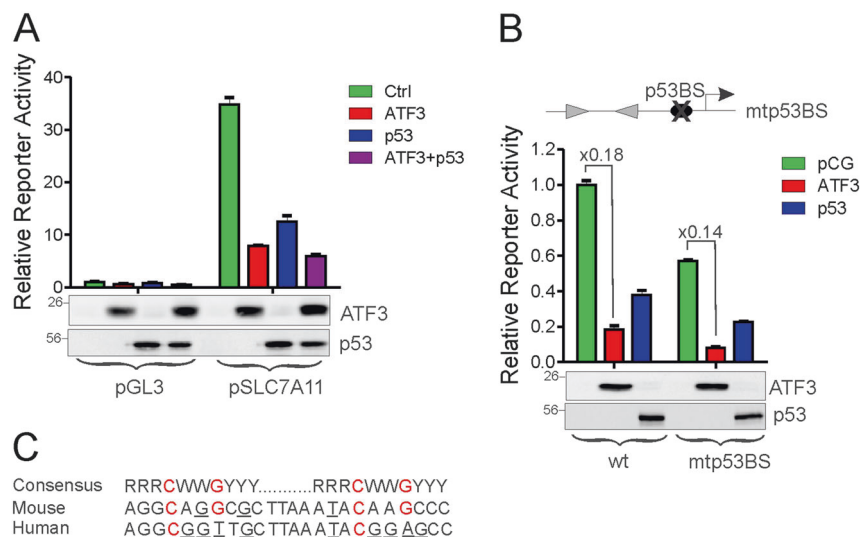 A
Relative Reporter Activity
40
30
20
10
0
Ctrl
ATF3
p53
ATF3+p53
26
ATF3
56
p53
pGL3
pSLC7A11
B
p53BS
mtp53BS
Relative Reporter Activity
1.2
1.0
0.8
0.6
0.4
0.2
0.0
x0.18
x0.14
pCG
ATF3
p53
26
ATF3
56
p53
wt
mtp53BS
C
Consensus RRRCWWGYYY...........RRRCWWGYYY
Mouse AGGCAGGCGCTTAAATACAAGCCC
Human AGGCGGTTGCTTAAATACGGAGCC